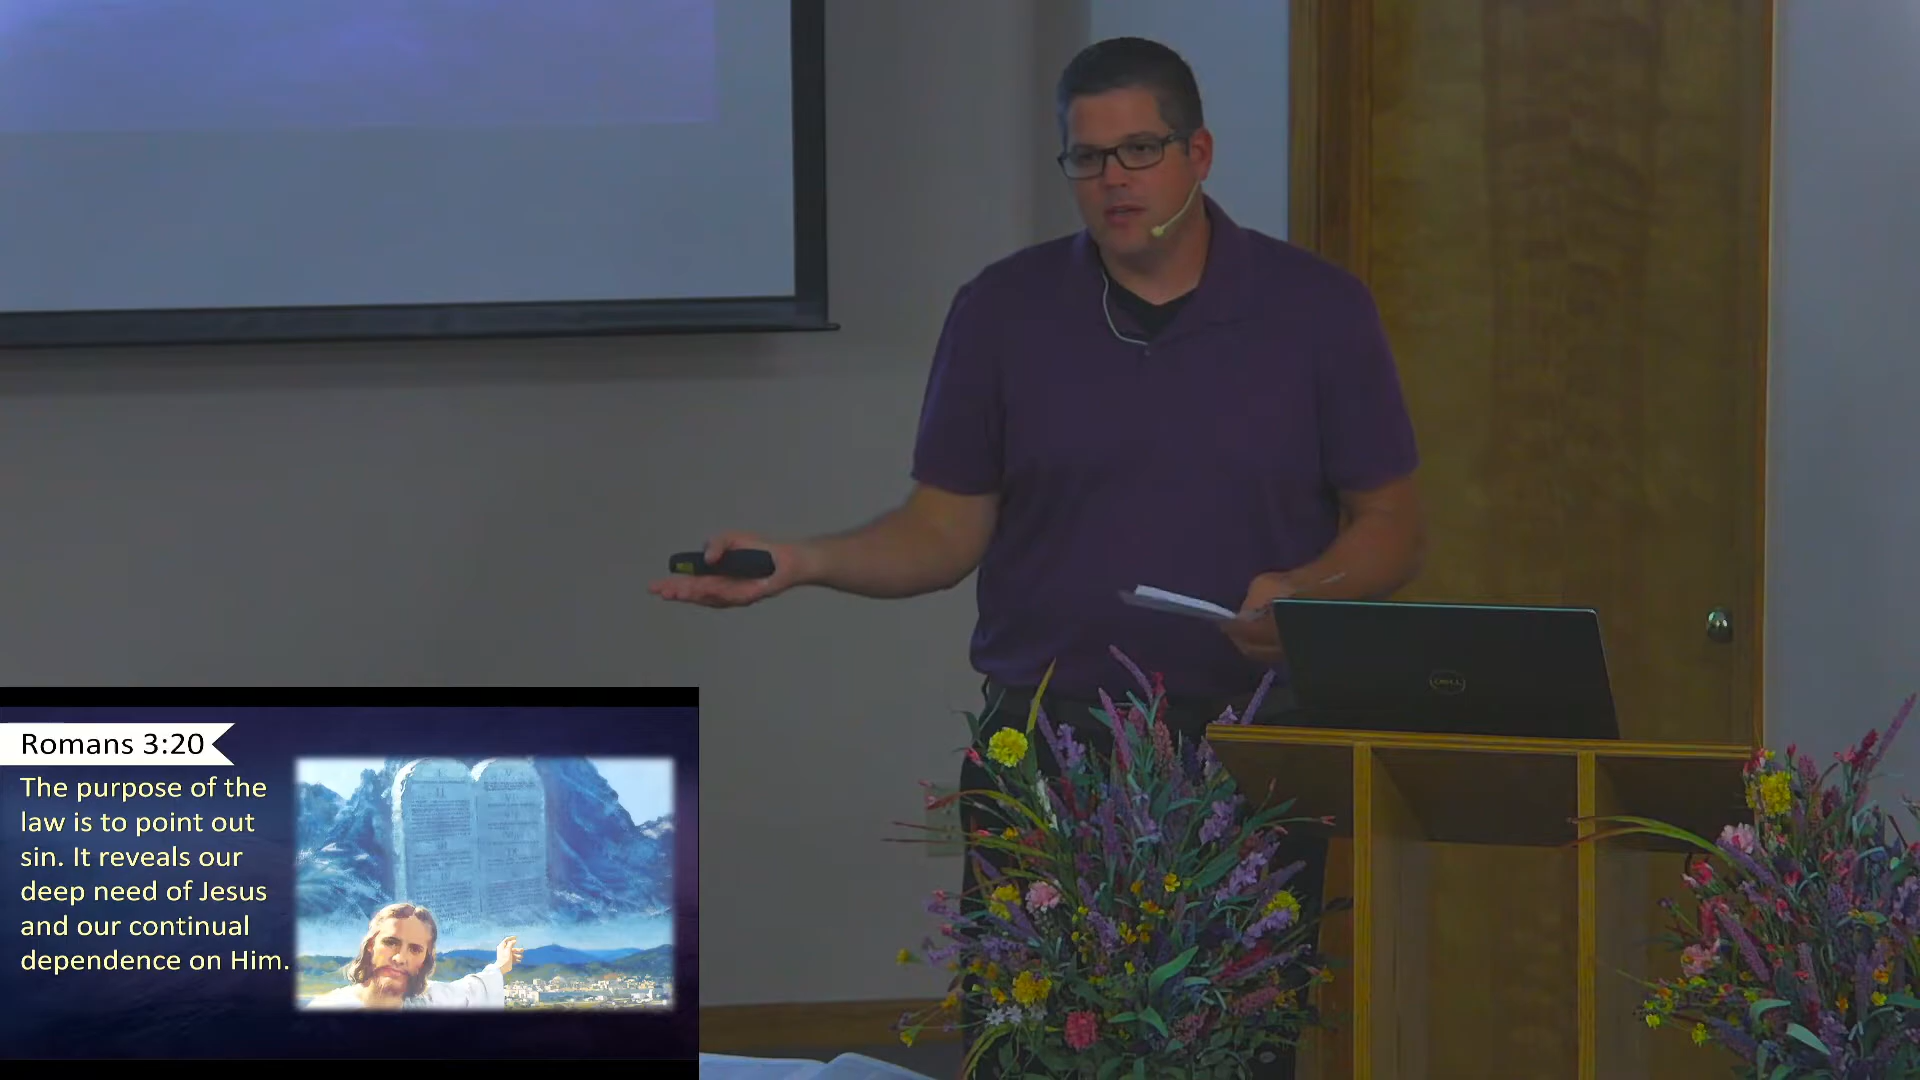 DELL
Romans 3:20
The purpose of the
law is to point out
sin. It reveals our
deep need of Jesus
and our continual
dependence on Him.